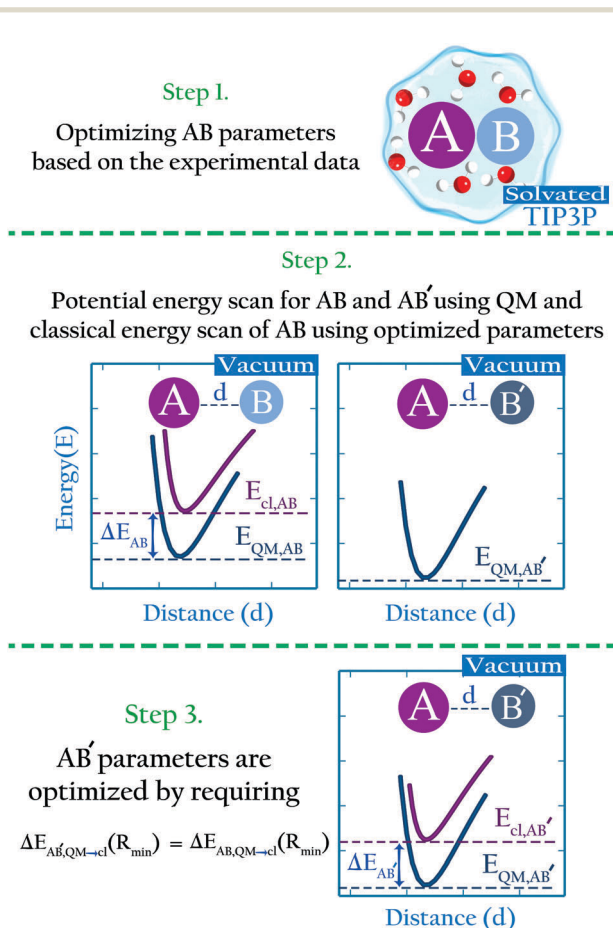 Step 1.
Optimizing AB parameters
based on the experimental data
A B
Solvated
TIP3P
Step 2.
Potential energy scan for AB and AB′ using QM and
classical energy scan of AB using optimized parameters
Vacuum
A d B
Energy(E)
E_cl,AB
ΔE_AB
E_QM,AB
Distance (d)
Vacuum
A d B′
E_QM,AB′
Distance (d)
Step 3.
AB′ parameters are
optimized by requiring
ΔE_AB′,QM→cl(R_min) = ΔE_AB,QM→cl(R_min)
Vacuum
A d B′
E_cl,AB′
ΔE_AB′
E_QM,AB′
Distance (d)